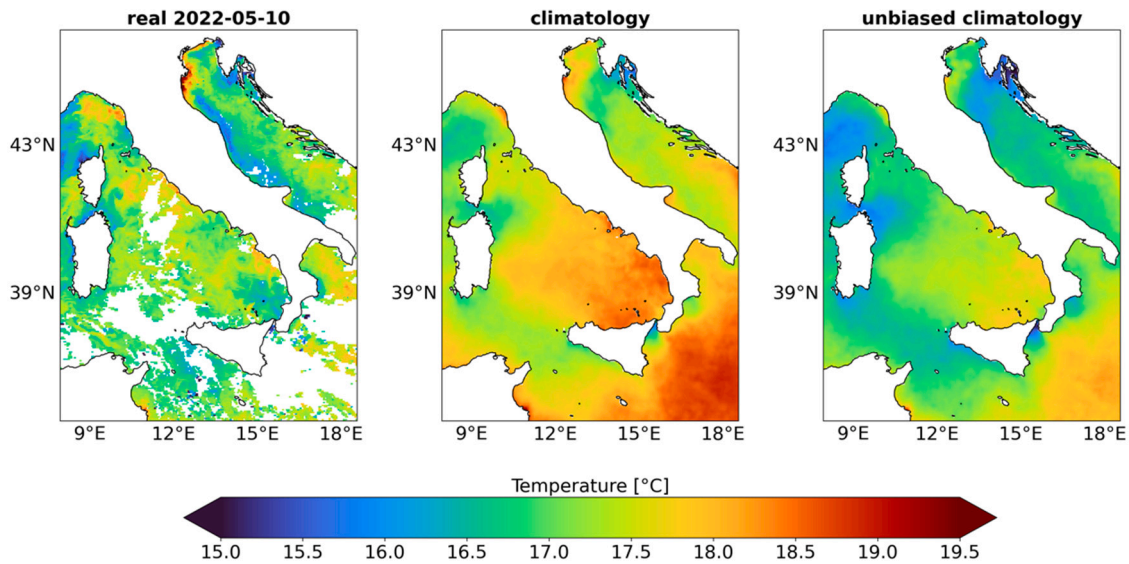 real 2022-05-10 climatology unbiased climatology
43°N 43°N 43°N
39°N 39°N 39°N
9°E 12°E 15°E 18°E 9°E 12°E 15°E 18°E 9°E 12°E 15°E 18°E
Temperature [°C]
15.0 15.5 16.0 16.5 17.0 17.5 18.0 18.5 19.0 19.5